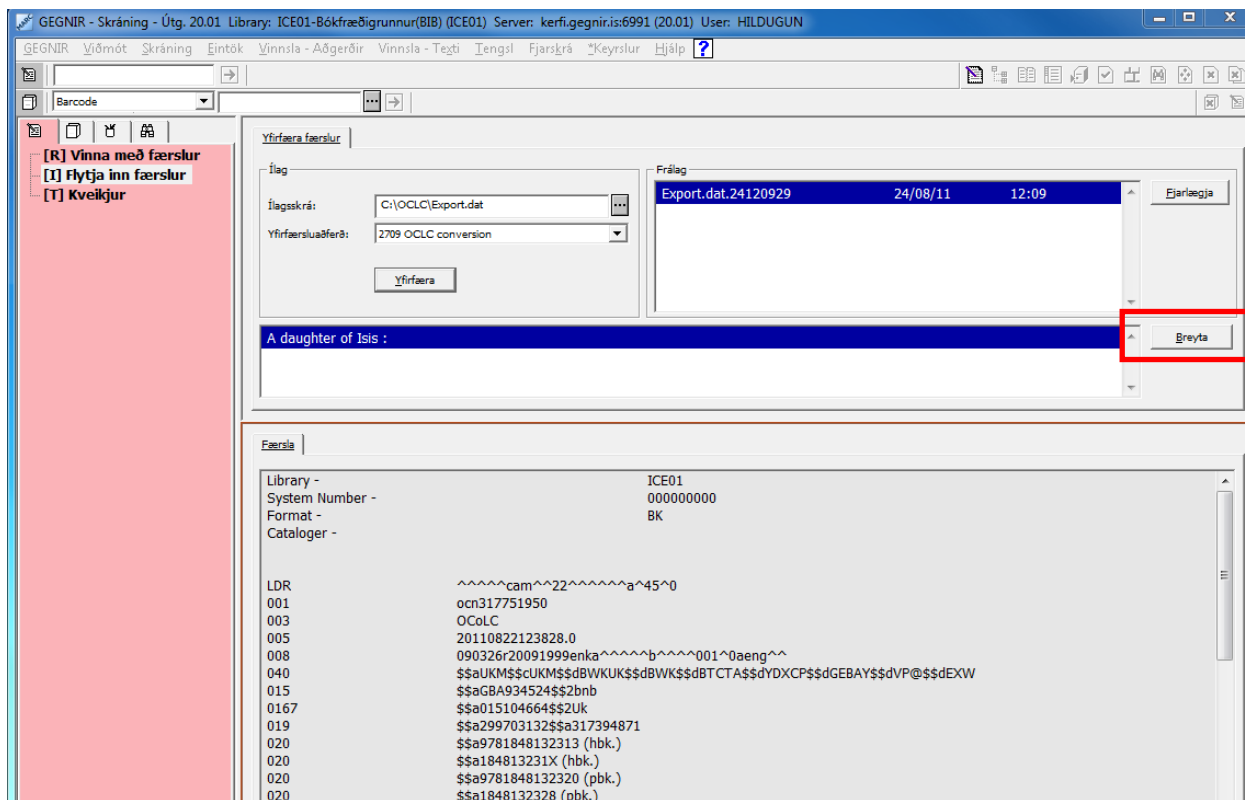 GEGNIR - Skráning - Útg. 20.01 Library: ICE01-Bókfræðigrunnur(BIB) (ICE01) Server: kerfi.gegnir.is:6991 (20.01) User: HILDUGUN
GEGNIR Viðmót Skráning Eintök Vinnsla - Aðgerðir Vinnsla - Texti Tengsl Fjarskrá *Keyrslur Hjálp ?
Barcode
[R] Vinna með færslur
[I] Flytja inn færslur
[T] Kveikjur
Yfirfæra færslur
Ílag
Ílagsskrá: C:\OCLC\Export.dat
Yfirfærsluaðferð: 2709 OCLC conversion
Yfirfæra
Frálag
Export.dat.24120929 24/08/11 12:09
Fjarlægja
A daughter of Isis :
Breyta
Færsla
Library - ICE01
System Number - 000000000
Format - BK
Cataloger -
LDR ^^^^^cam^^22^^^^^^a^45^0
001 ocn317751950
003 OCoLC
005 20110822123828.0
008 090326r20091999enka^^^^^b^^^^001^0aeng^^
040 $$aUKM$$cUKM$$dBWKUK$$dBWK$$dBTCTA$$dYDXCP$$dGEBAY$$dVP@$$dEXW
015 $$aGBA934524$$2bnb
0167 $$a015104664$$2Uk
019 $$a299703132$$a317394871
020 $$a9781848132313 (hbk.)
020 $$a184813231X (hbk.)
020 $$a9781848132320 (pbk.)
020 $$a1848132328 (pbk.)